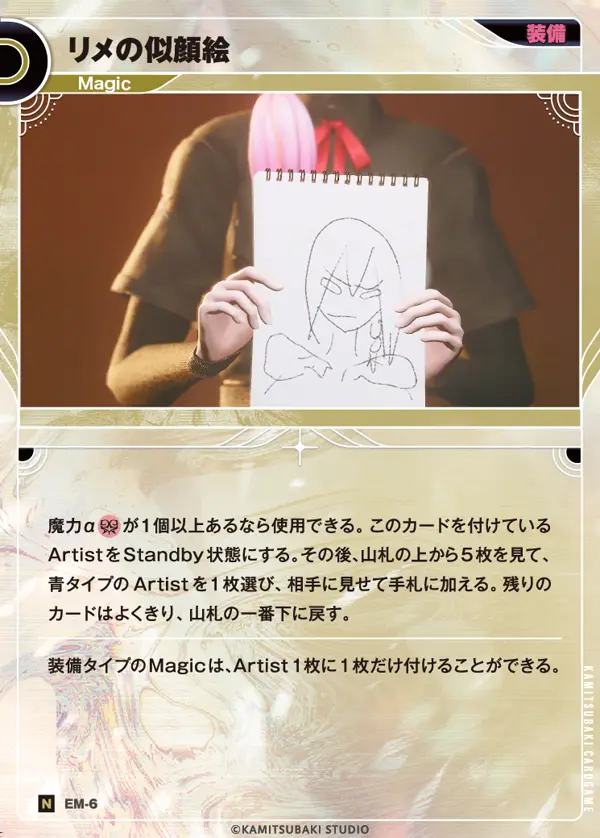 リメの似顔絵
装備
Magic
魔力αが1個以上あるなら使用できる。このカードを付けている
ArtistをStandby状態にする。その後、山札の上から5枚を見て、
青タイプのArtistを1枚選び、相手に見せて手札に加える。残りの
カードはよくきり、山札の一番下に戻す。
装備タイプのMagicは、Artist1枚に1枚だけ付けることができる。
KAMITSUBAKI CARDGAME
N EM-6
©KAMITSUBAKI STUDIO